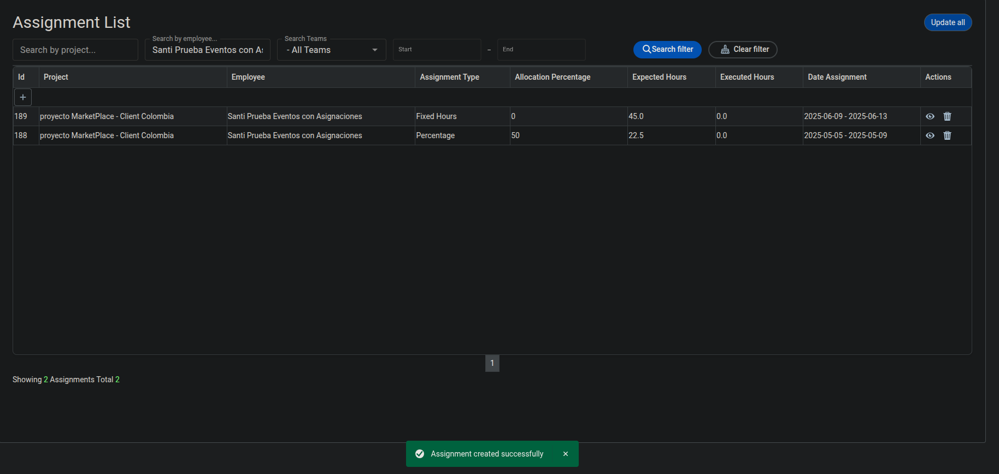 Assignment List
Update all
Search by project...
Search by employee...
Santi Prueba Eventos con A
Search Teams
- All Teams
Start
–
End
Search filter
Clear filter
Id Project Employee Assignment Type Allocation Percentage Expected Hours Executed Hours Date Assignment Actions
+
189 proyecto MarketPlace - Client Colombia Santi Prueba Eventos con Asignaciones Fixed Hours 0 45.0 0.0 2025-06-09 - 2025-06-13
188 proyecto MarketPlace - Client Colombia Santi Prueba Eventos con Asignaciones Percentage 50 22.5 0.0 2025-05-05 - 2025-05-09
1
Showing 2 Assignments Total 2
Assignment created successfully